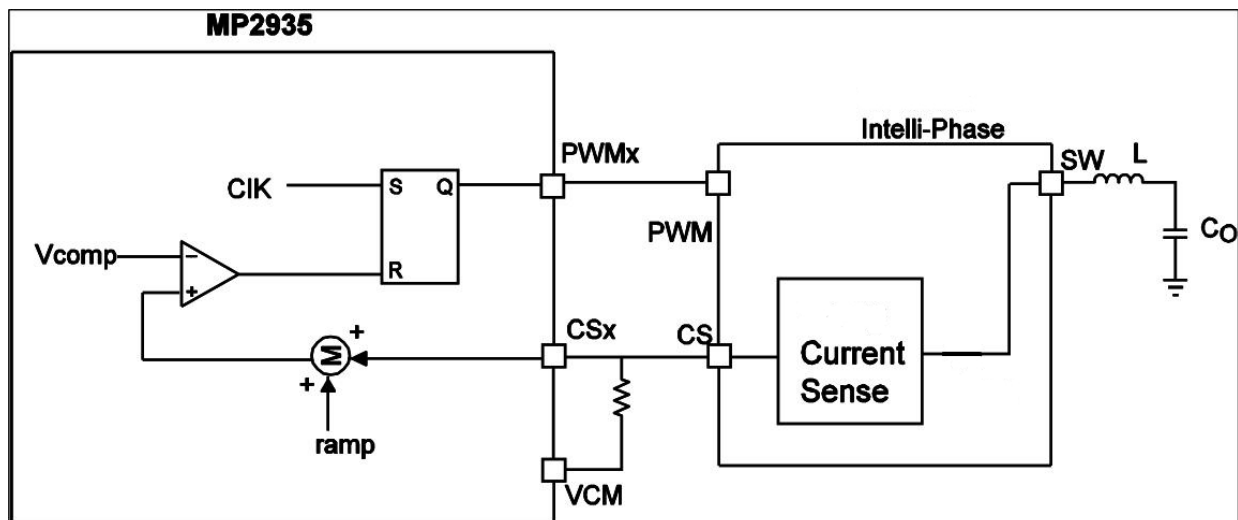 MP2935
Intelli-Phase
PWMx
SW
L
CIK
S
Q
PWM
CO
Vcomp
−
R
+
CSx
CS
+
M
+
Current
Sense
ramp
VCM